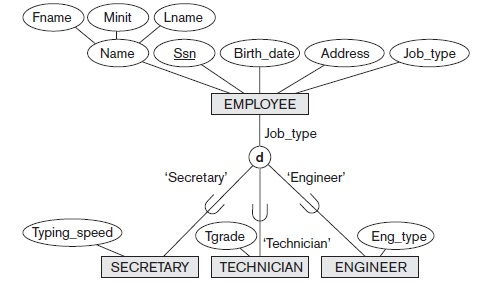 Fname Minit Lname
Name Ssn Birth_date Address Job_type
EMPLOYEE
Job_type
d
‘Secretary’ ‘Engineer’
Typing_speed Tgrade ‘Technician’ Eng_type
SECRETARY TECHNICIAN ENGINEER